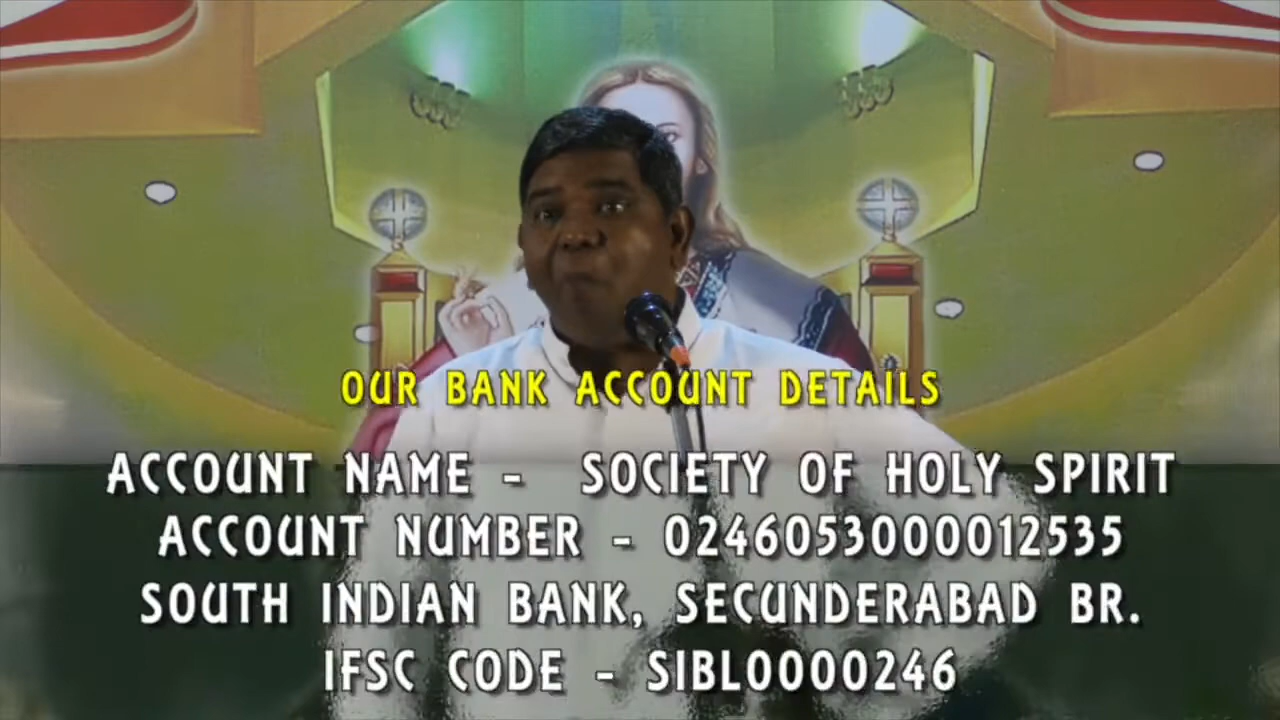 OUR BANK ACCOUNT DETAILS
ACCOUNT NAME - SOCIETY OF HOLY SPIRIT
ACCOUNT NUMBER - 0246053000012535
SOUTH INDIAN BANK, SECUNDERABAD BR.
IFSC CODE - SIBL0000246